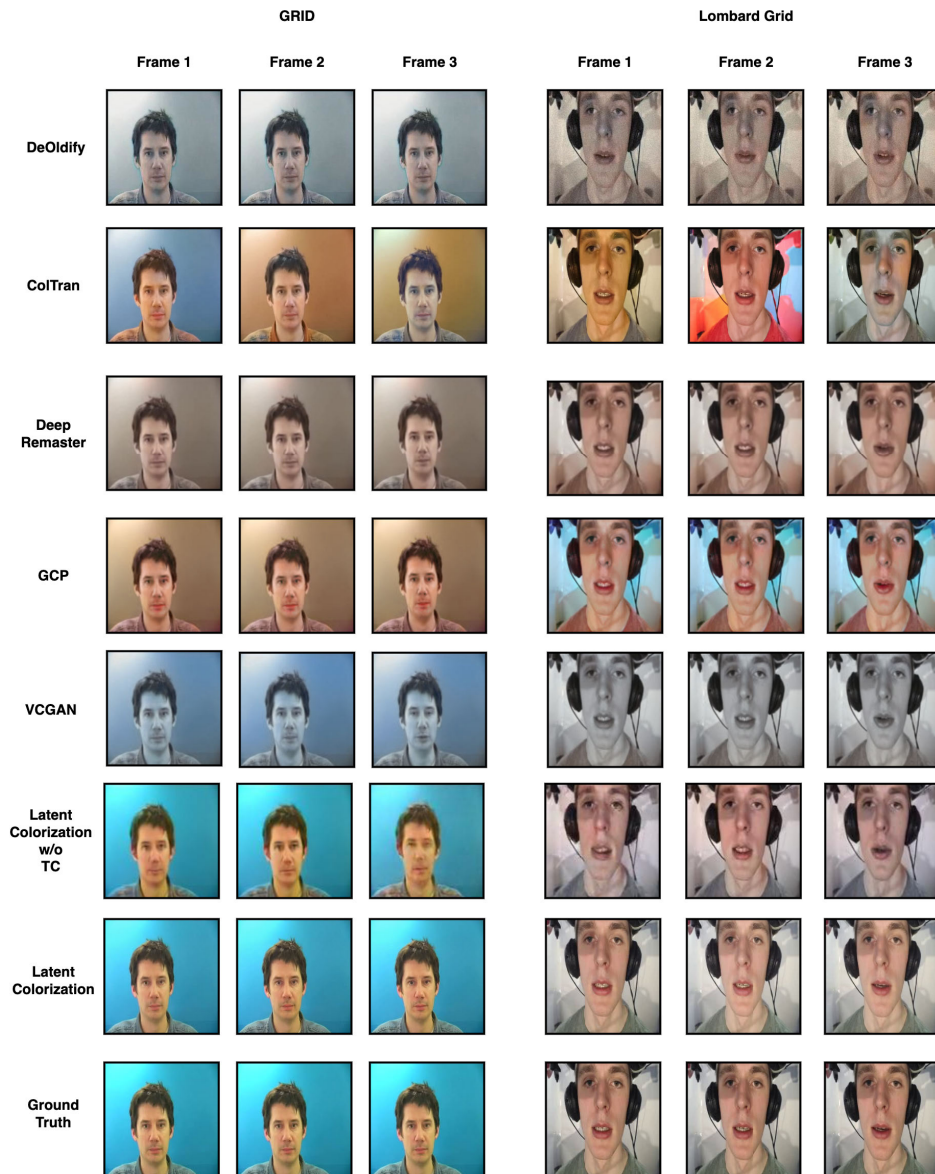 GRID
Lombard Grid
Frame 1
Frame 2
Frame 3
Frame 1
Frame 2
Frame 3
DeOldify
ColTran
Deep
Remaster
GCP
VCGAN
Latent
Colorization
w/o
TC
Latent
Colorization
Ground
Truth